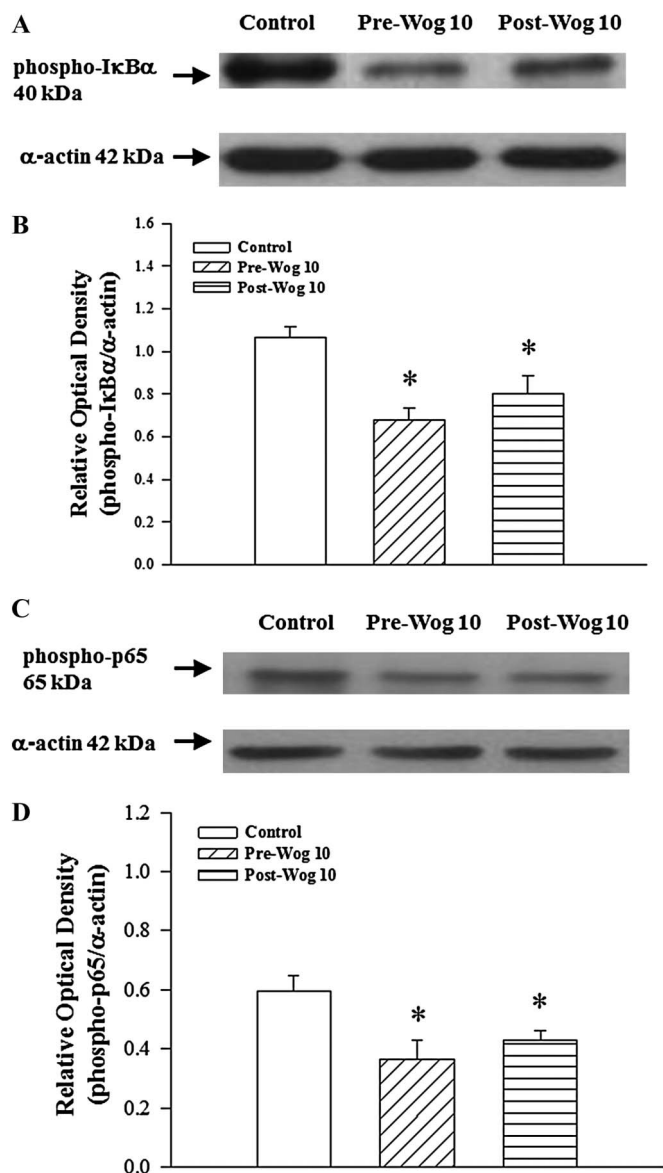 A
Control Pre-Wog 10 Post-Wog 10
phospho-IκBα
40 kDa
α-actin 42 kDa
B
Relative Optical Density
(phospho-IκBα/α-actin)
1.6
1.4
1.2
1.0
0.8
0.6
0.4
0.2
0.0
Control
Pre-Wog 10
Post-Wog 10
*
*
C
Control Pre-Wog 10 Post-Wog 10
phospho-p65
65 kDa
α-actin 42 kDa
D
Relative Optical Density
(phospho-p65/α-actin)
1.2
1.0
0.8
0.6
0.4
0.2
0.0
Control
Pre-Wog 10
Post-Wog 10
*
*